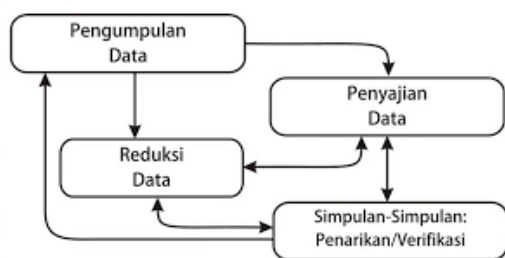 Pengumpulan
Data
Penyajian
Data
Reduksi
Data
Simpulan-Simpulan:
Penarikan/Verifikasi